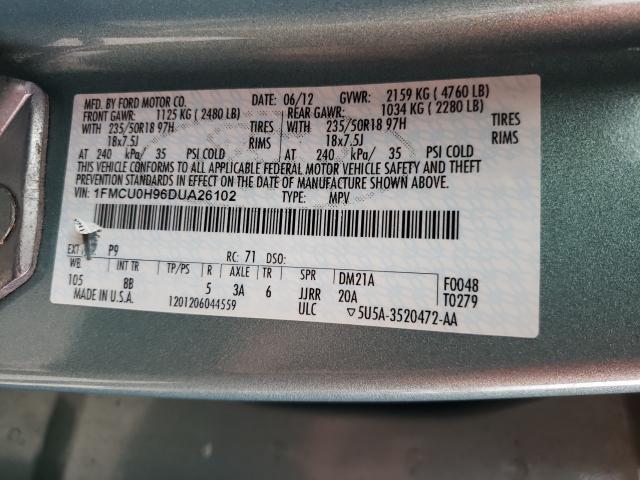 MFD. BY FORD MOTOR CO. DATE 06/12 GVWR: 2159 KG ( 4760 LB)
FRONT GAWR: 1125 KG ( 2480 LB) REAR GAWR: 1034 KG ( 2280 LB)
WITH 235/50R18 97H TIRES WITH 235/50R18 97H TIRES
18x7.5J RIMS 18x7.5J RIMS
AT 240 kPa/ 35 PSI COLD AT 240 kPa/ 35 PSI COLD
THIS VEHICLE CONFORMS TO ALL APPLICABLE FEDERAL MOTOR VEHICLE SAFETY AND THEFT
PREVENTION STANDARDS IN EFFECT ON THE DATE OF MANUFACTURE SHOWN ABOVE.
VIN: 1FMCU0H96DUA26102 TYPE: MPV
EXT P9 RC: 71 DSO:
WB INT TR TP/PS R AXLE TR SPR DM21A F0048
105 8B 5 3A 6 JJRR 20A T0279
MADE IN U.S.A. 1201206044559 ULC ▽5U5A-3520472-AA